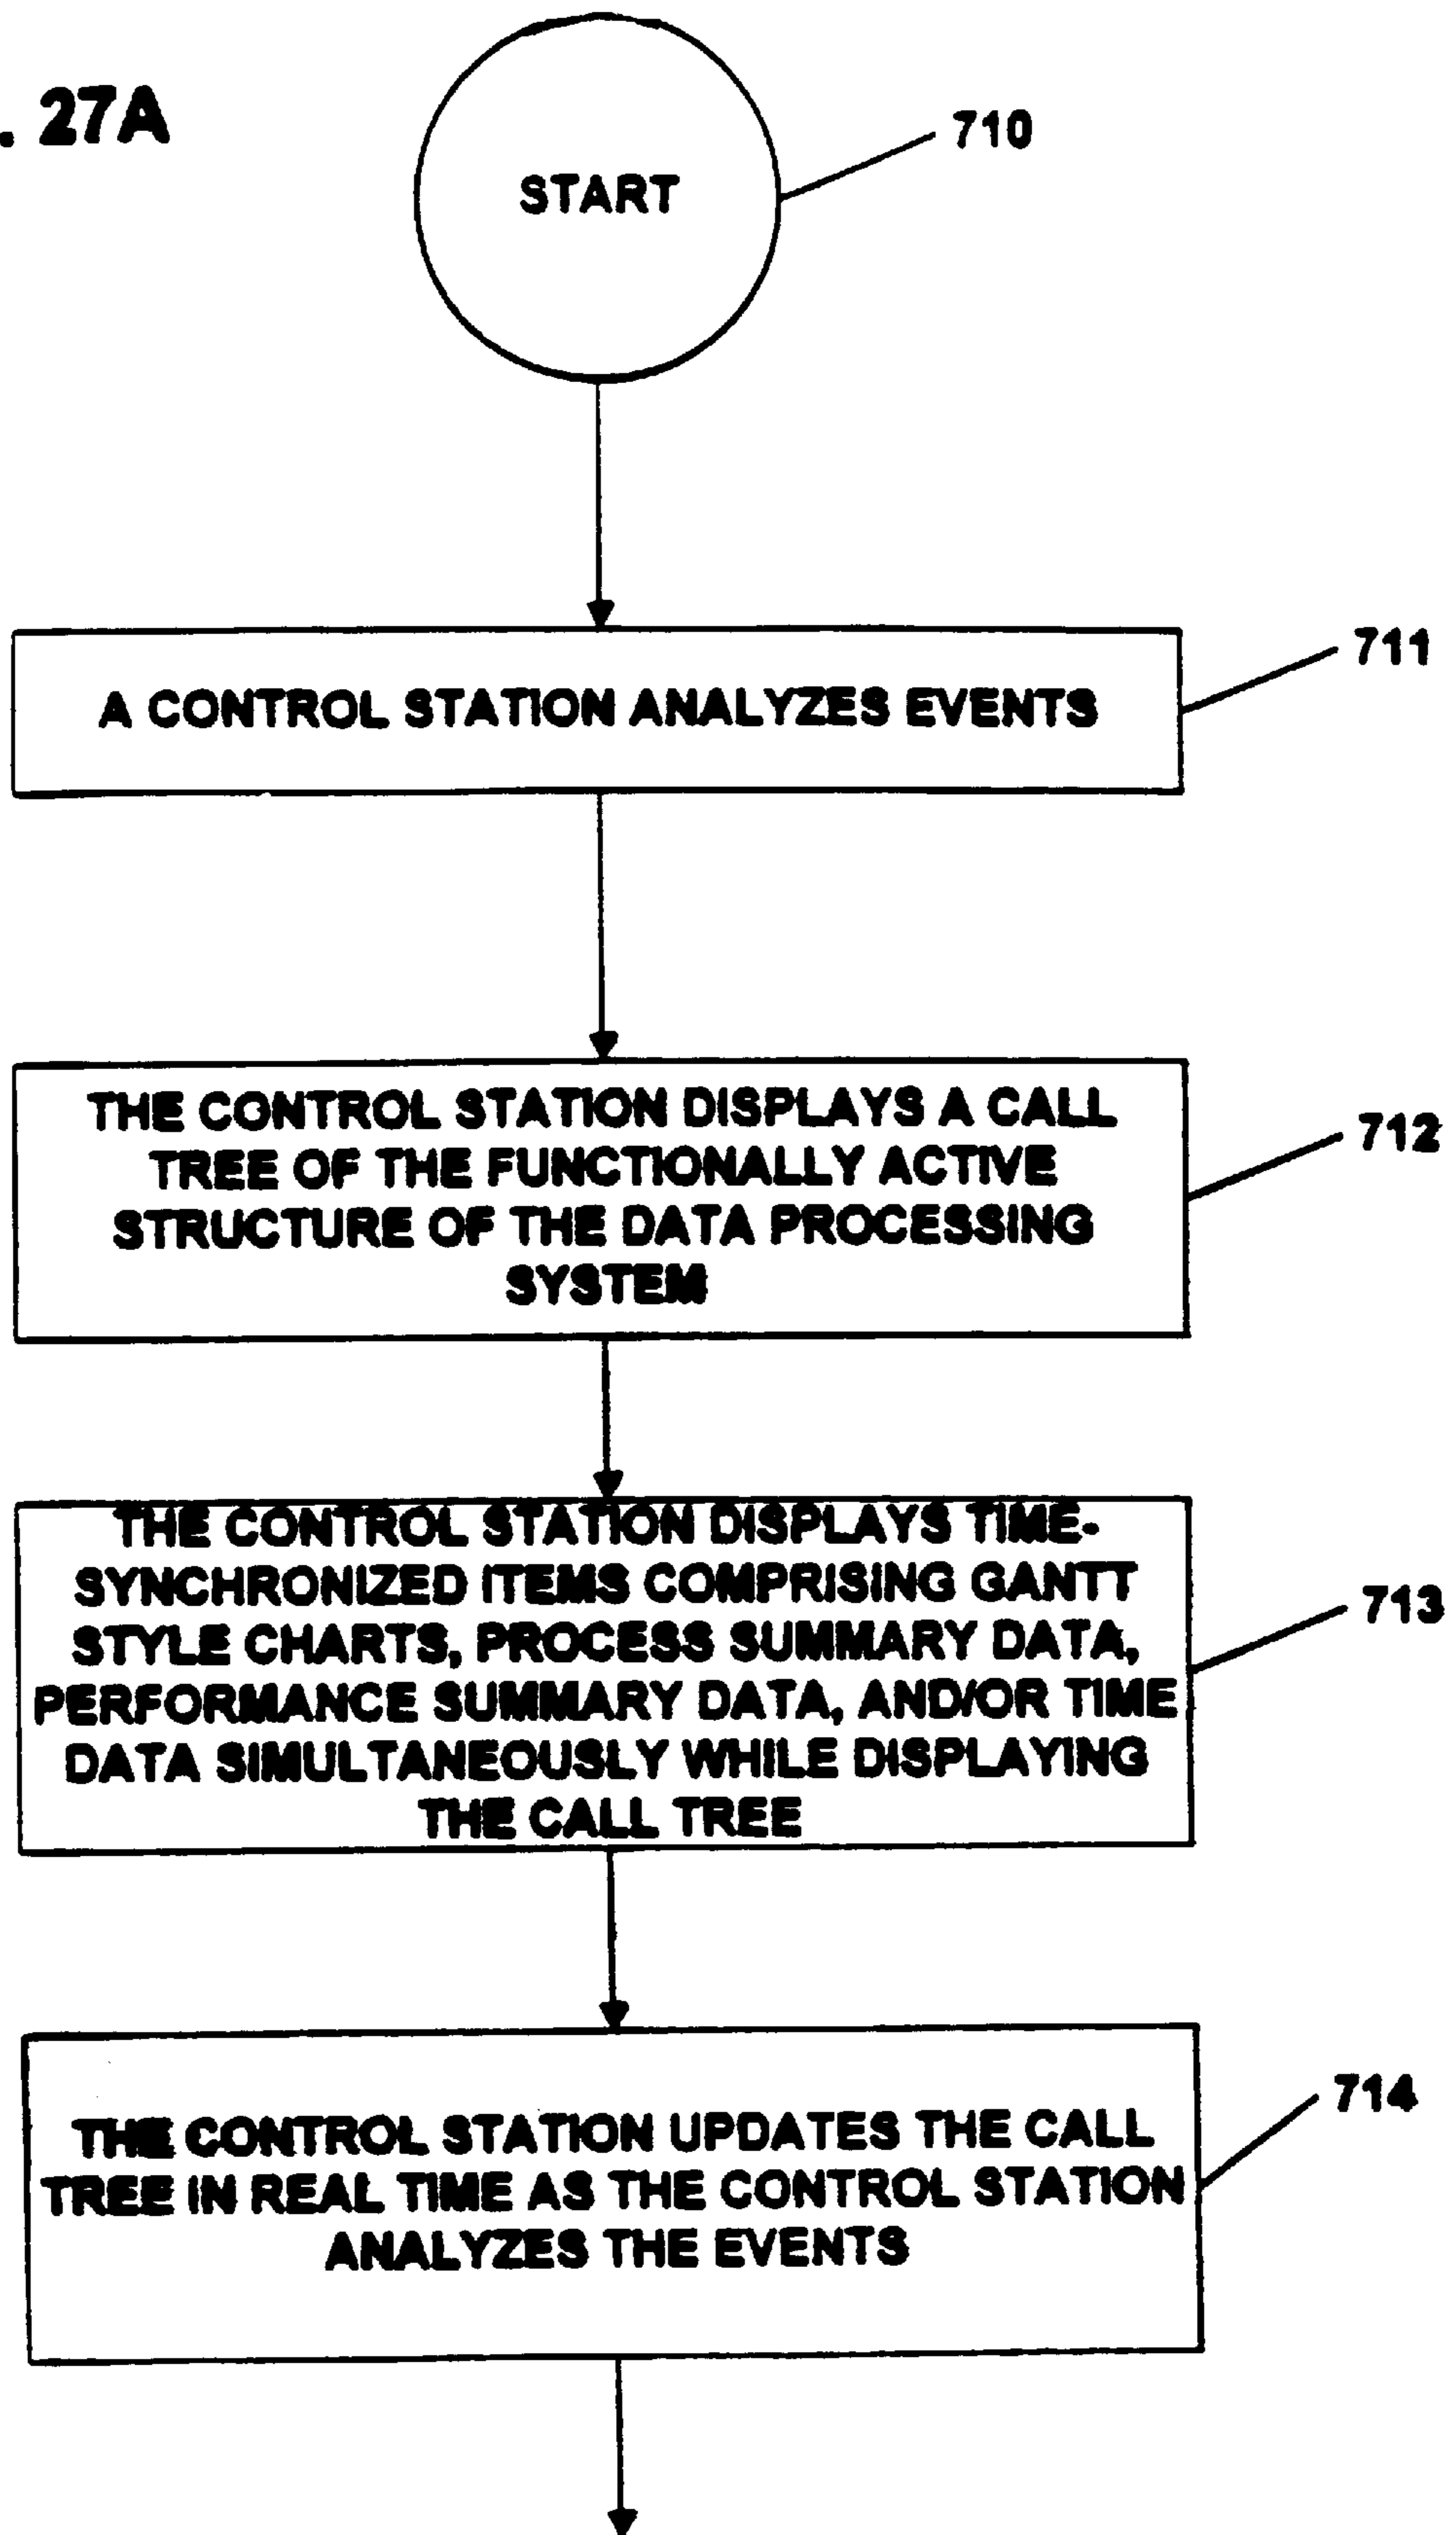 . 27A
START
710
A CONTROL STATION ANALYZES EVENTS
711
THE CONTROL STATION DISPLAYS A CALL
TREE OF THE FUNCTIONALLY ACTIVE
STRUCTURE OF THE DATA PROCESSING
SYSTEM
712
THE CONTROL STATION DISPLAYS TIME-
SYNCHRONIZED ITEMS COMPRISING GANTT
STYLE CHARTS, PROCESS SUMMARY DATA,
PERFORMANCE SUMMARY DATA, AND/OR TIME
DATA SIMULTANEOUSLY WHILE DISPLAYING
THE CALL TREE
713
THE CONTROL STATION UPDATES THE CALL
TREE IN REAL TIME AS THE CONTROL STATION
ANALYZES THE EVENTS
714